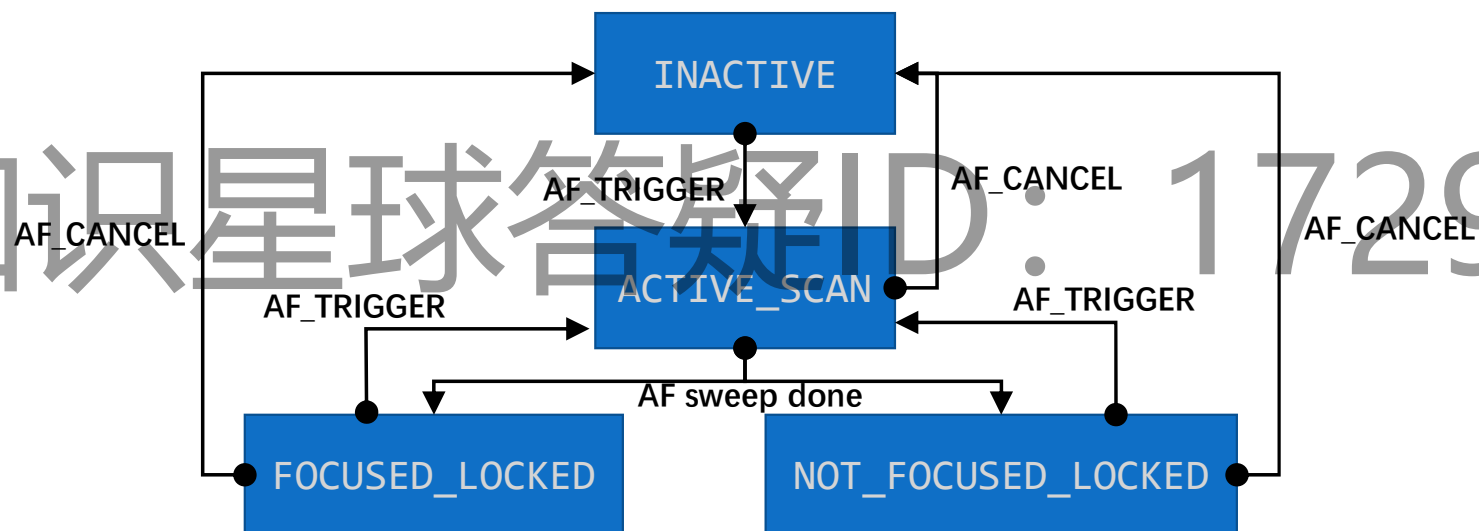 INACTIVE
AF_TRIGGER
AF_CANCEL
识星球答疑ID：1729
AF_CANCEL
AF_CANCEL
ACTIVE_SCAN
AF_TRIGGER
AF_TRIGGER
AF sweep done
FOCUSED_LOCKED
NOT_FOCUSED_LOCKED